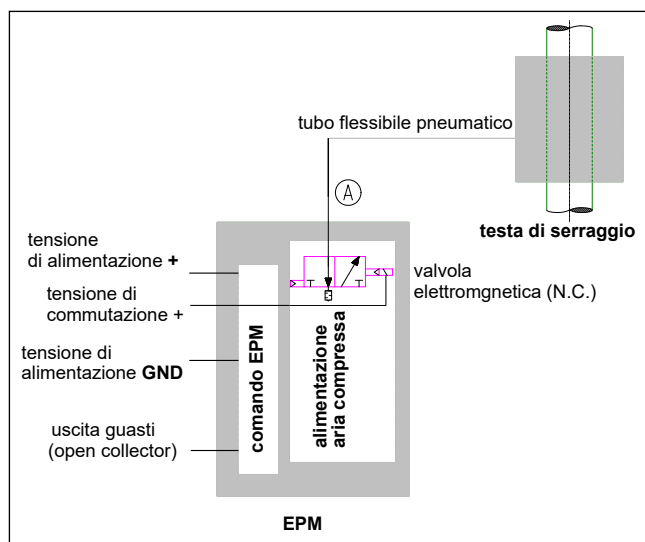 tubo flessibile pneumatico
A
testa di serraggio
tensione
di alimentazione +
tensione di
commutazione +
valvola
elettromgnetica (N.C.)
tensione di
alimentazione GND
uscita guasti
(open collector)
comando EPM
alimentazione
aria compressa
EPM